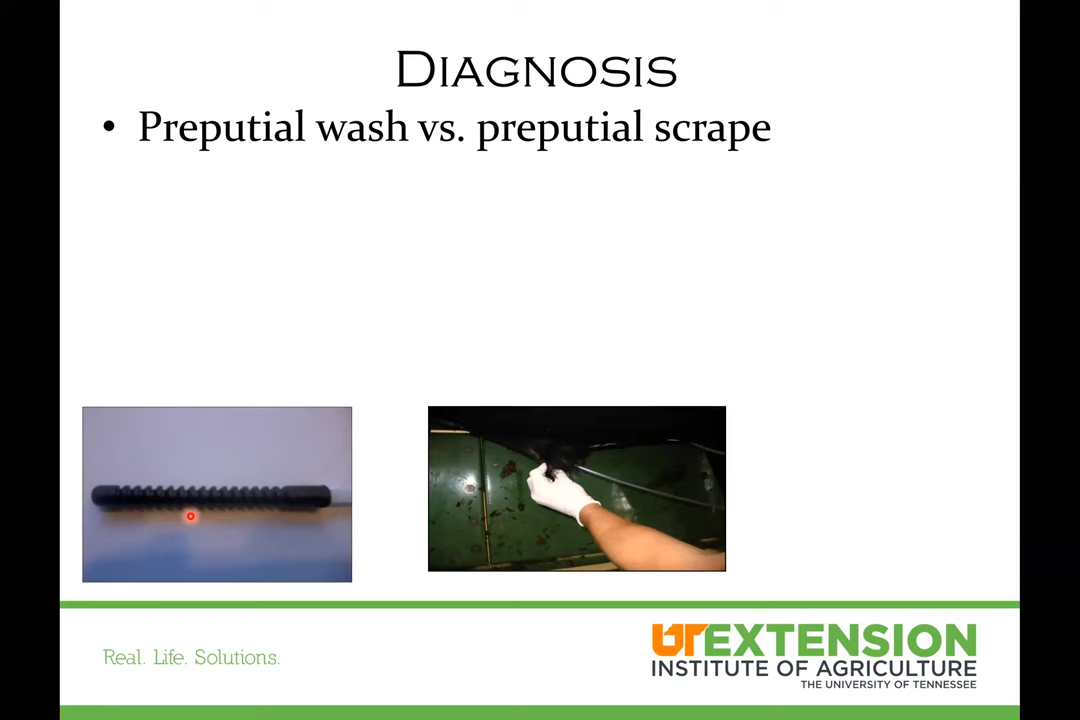 DIAGNOSIS
• Preputial wash vs. preputial scrape
Real. Life. Solutions.
UTEXTENSION
INSTITUTE OF AGRICULTURE
THE UNIVERSITY OF TENNESSEE